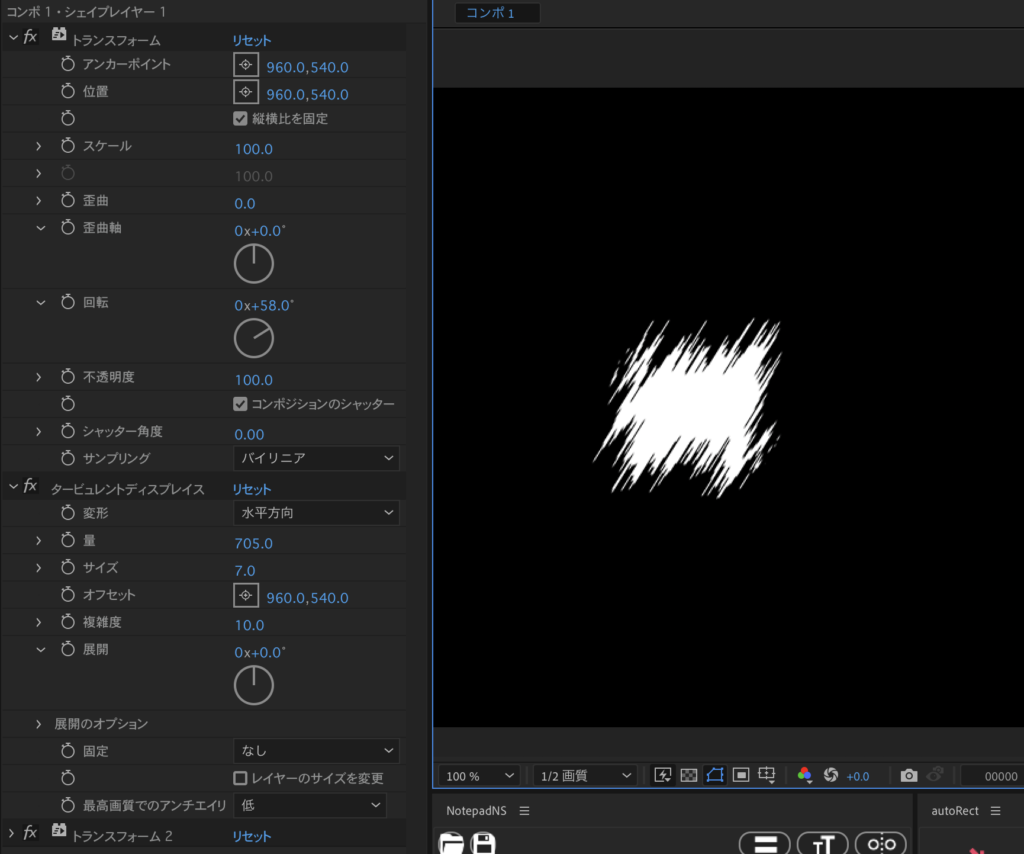 コンポ 1・シェイプレイヤー 1
コンポ 1
fx トランスフォーム リセット
アンカーポイント 960.0,540.0
位置 960.0,540.0
縦横比を固定
スケール 100.0
100.0
歪曲 0.0
歪曲軸 0x+0.0°
回転 0x+58.0°
不透明度 100.0
コンポジションのシャッター
シャッター角度 0.00
サンプリング バイリニア
fx タービュレントディスプレイス リセット
変形 水平方向
量 705.0
サイズ 7.0
オフセット 960.0,540.0
複雑度 10.0
展開 0x+0.0°
展開のオプション
固定 なし
レイヤーのサイズを変更
最高画質でのアンチエイリ 低
fx トランスフォーム 2 リセット
100 % 1/2 画質 +0.0 00000
NotepadNS autoRect
TT